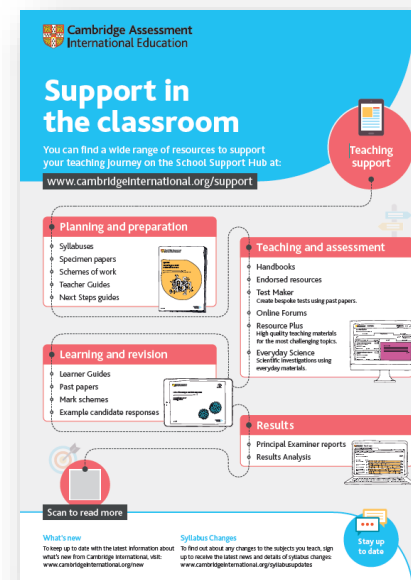 Cambridge Assessment
International Education
Support in
the classroom
You can find a wide range of resources to support
your teaching journey on the School Support Hub at:
www.cambridgeinternational.org/support
Teaching
support
Planning and preparation
Syllabuses
Specimen papers
Schemes of work
Teacher Guides
Next Steps guides
Teaching and assessment
Handbooks
Endorsed resources
Test Maker
Create bespoke tests using past papers.
Online Forums
Resource Plus
High quality teaching materials
for the most challenging topics.
Everyday Science
Scientific investigations using
everyday materials.
Learning and revision
Learner Guides
Past papers
Mark schemes
Example candidate responses
Results
Principal Examiner reports
Results Analysis
Scan to read more
What's new
To keep up to date with the latest information about
what's new from Cambridge International, visit:
www.cambridgeinternational.org/new
Syllabus Changes
To find out about any changes to the subjects you teach, sign
up to receive the latest news and details of syllabus changes:
www.cambridgeinternational.org/syllabusupdates
Stay up
to date